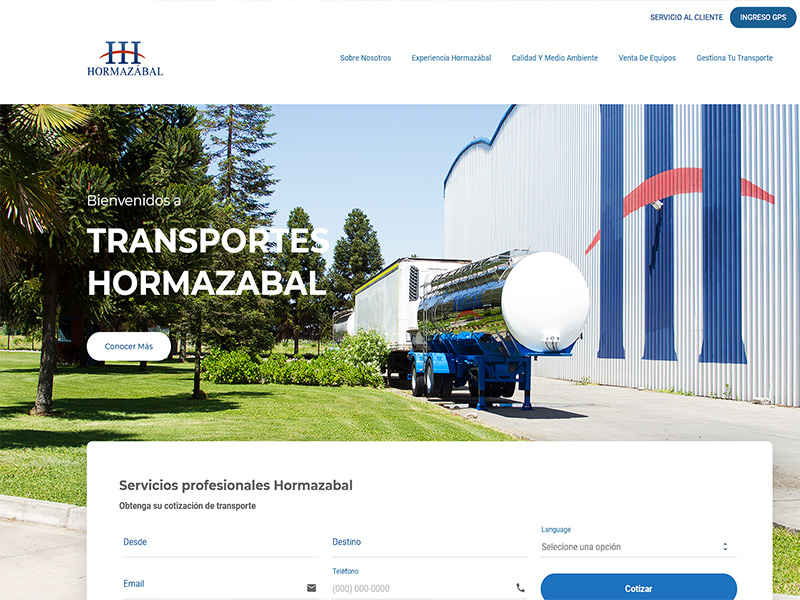 SERVICIO AL CLIENTE
INGRESO GPS
HORMAZÁBAL
Sobre Nosotros
Experiencia Hormazábal
Calidad Y Medio Ambiente
Venta De Equipos
Gestiona Tu Transporte
Bienvenidos a
TRANSPORTES
HORMAZABAL
Conocer Más
Servicios profesionales Hormazabal
Obtenga su cotización de transporte
Desde
Destino
Language
Selecione una opción
Email
Teléfono
(000) 000-0000
Cotizar